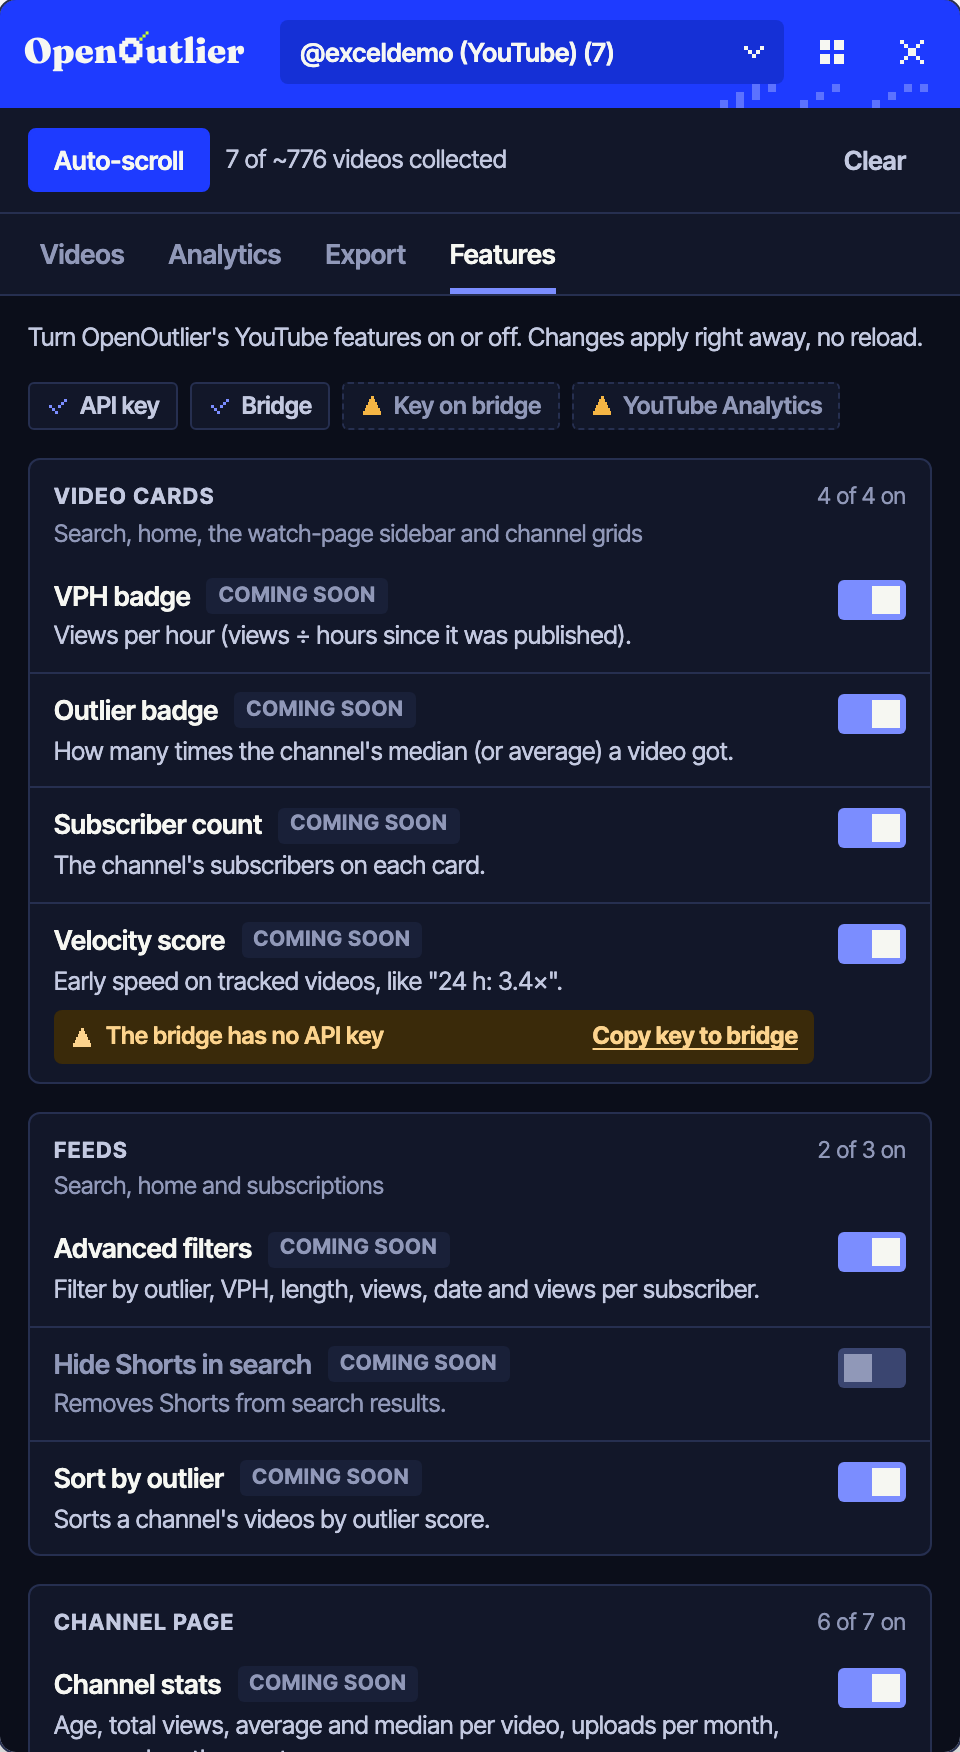 OpenOutlier
@exceldemo (YouTube) (7)
Auto-scroll
7 of ~776 videos collected
Clear
Videos
Analytics
Export
Features
Turn OpenOutlier's YouTube features on or off. Changes apply right away, no reload.
API key
Bridge
Key on bridge
YouTube Analytics
VIDEO CARDS
4 of 4 on
Search, home, the watch-page sidebar and channel grids
VPH badge
COMING SOON
Views per hour (views ÷ hours since it was published).
Outlier badge
COMING SOON
How many times the channel's median (or average) a video got.
Subscriber count
COMING SOON
The channel's subscribers on each card.
Velocity score
COMING SOON
Early speed on tracked videos, like "24 h: 3.4×".
The bridge has no API key
Copy key to bridge
FEEDS
2 of 3 on
Search, home and subscriptions
Advanced filters
COMING SOON
Filter by outlier, VPH, length, views, date and views per subscriber.
Hide Shorts in search
COMING SOON
Removes Shorts from search results.
Sort by outlier
COMING SOON
Sorts a channel's videos by outlier score.
CHANNEL PAGE
6 of 7 on
Channel stats
COMING SOON
Age, total views, average and median per video, uploads per month,